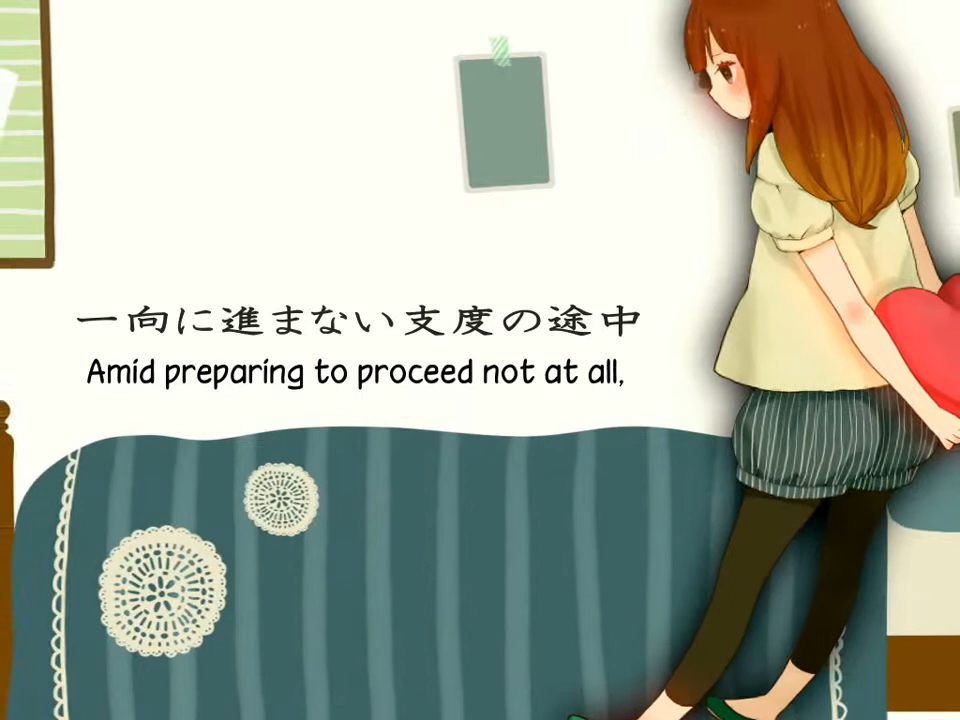 一向に進まない支度の途中
Amid preparing to proceed not at all,